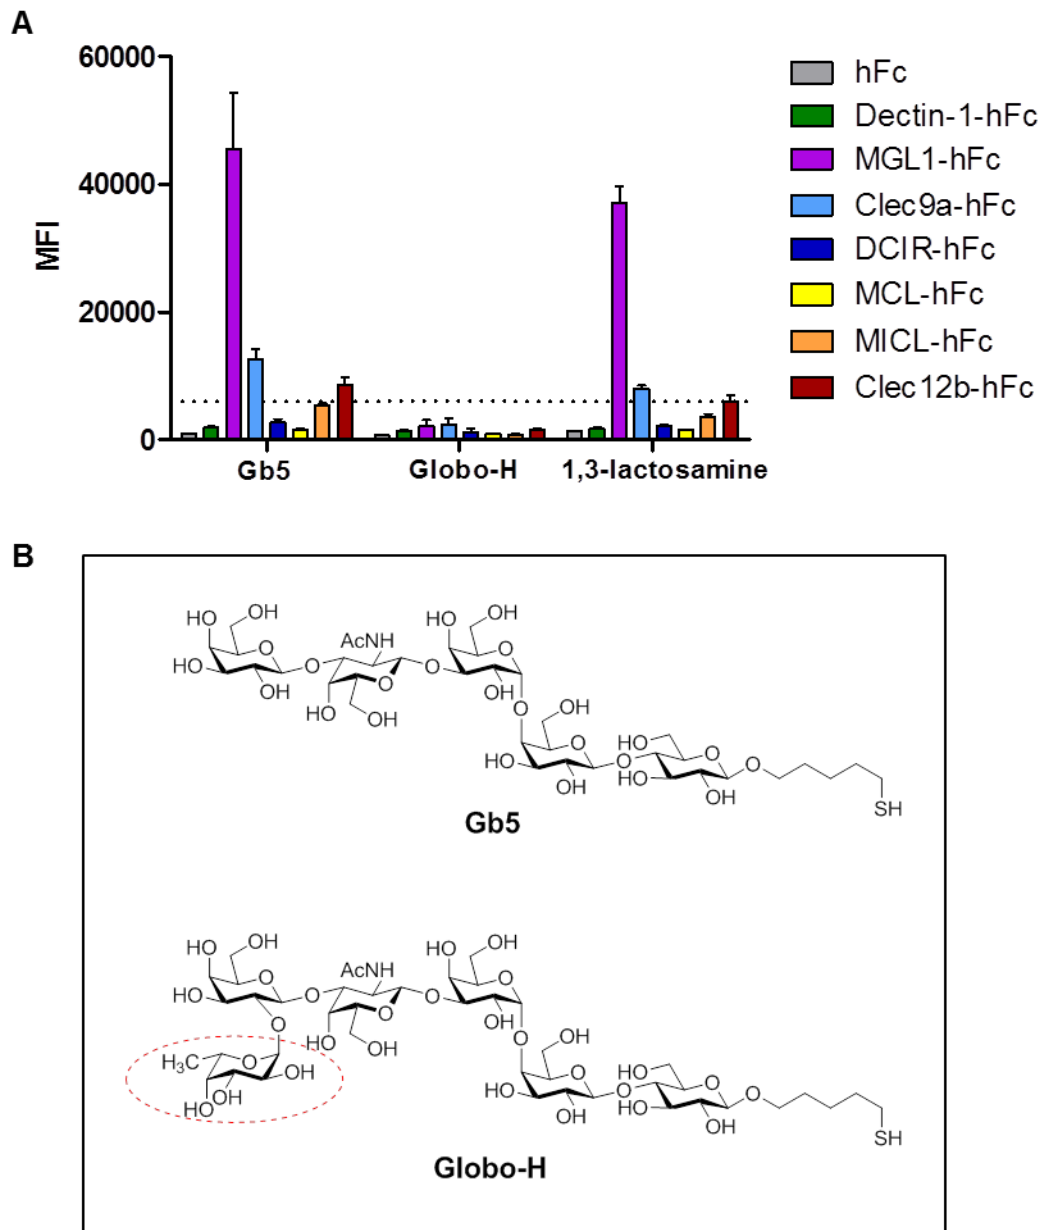 A
MFI
60000
40000
20000
0
Gb5
Globo-H
1,3-lactosamine
hFc
Dectin-1-hFc
MGL1-hFc
Clec9a-hFc
DCIR-hFc
MCL-hFc
MICL-hFc
Clec12b-hFc
B
HO OH
HO O
OH
O
AcNH
O
HO OH
O
HO OH
O
OH
O
OH
O
HO
OH
O
HO
O
HO
OH
O
SH
Gb5
HO OH
HO O
O
O
AcNH
O
HO OH
O
HO OH
O
OH
O
H3C O OH
OH
HO
OH
O
HO
OH
O
HO
O
HO
OH
O
SH
Globo-H